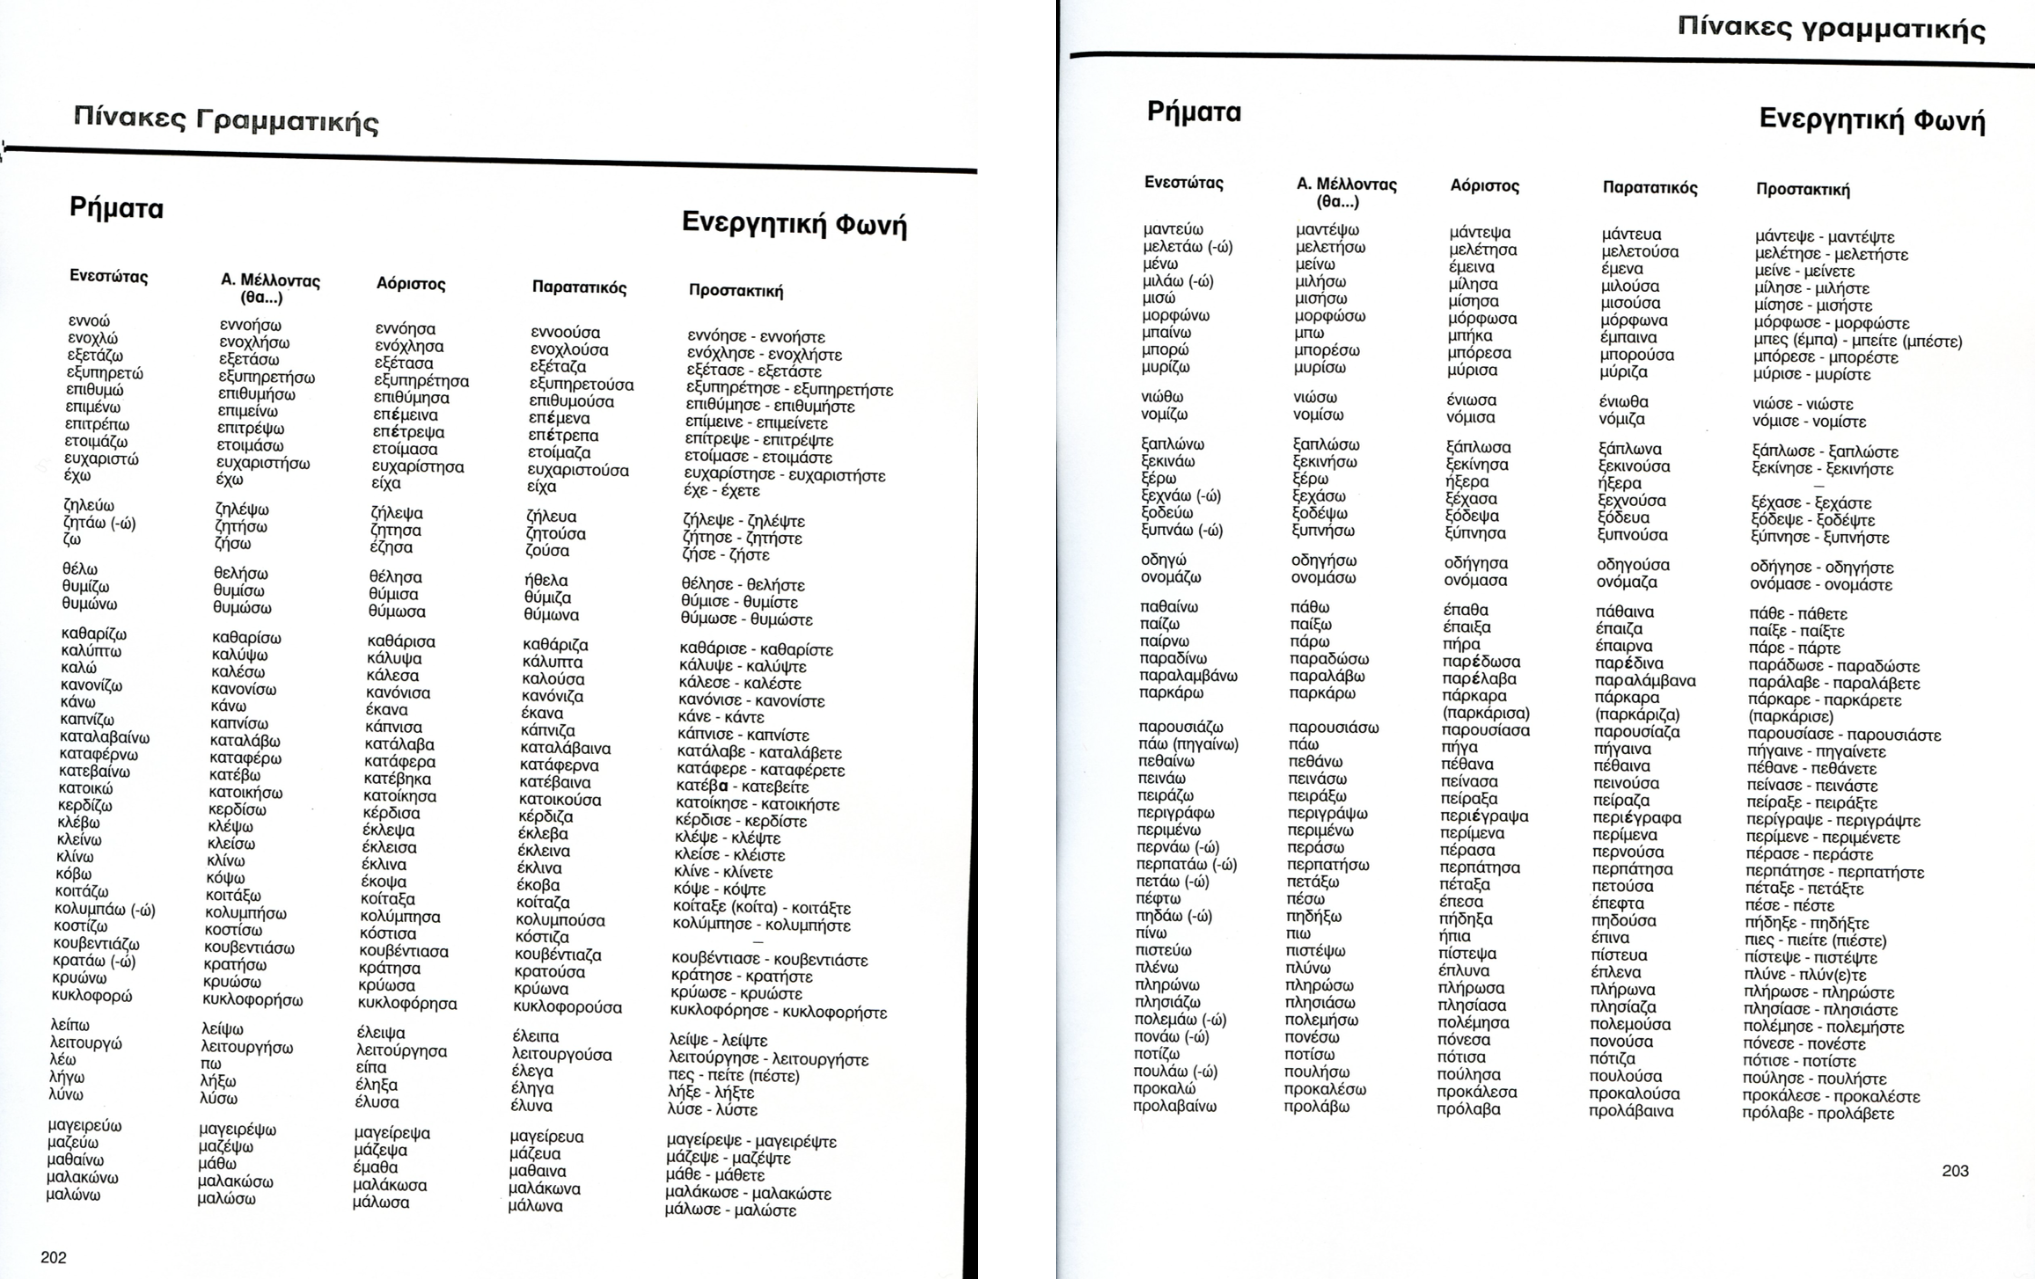 Πίνακες Γραμματικής
Ρήματα Ενεργητική Φωνή
Ενεστώτας Α. Μέλλοντας (θα...) Αόριστος Παρατατικός Προστακτική
εννοώ εννοήσω εννόησα εννοούσα εννόησε - εννοήστε
ενοχλώ ενοχλήσω ενόχλησα ενοχλούσα ενόχλησε - ενοχλήστε
εξετάζω εξετάσω εξέτασα εξέταζα εξέτασε - εξετάστε
εξυπηρετώ εξυπηρετήσω εξυπηρέτησα εξυπηρετούσα εξυπηρέτησε - εξυπηρετήστε
επιθυμώ επιθυμήσω επιθύμησα επιθυμούσα επιθύμησε - επιθυμήστε
επιμένω επιμείνω επέμεινα επέμενα επίμεινε - επιμείνετε
επιτρέπω επιτρέψω επέτρεψα επέτρεπα επίτρεψε - επιτρέψτε
ετοιμάζω ετοιμάσω ετοίμασα ετοίμαζα ετοίμασε - ετοιμάστε
ευχαριστώ ευχαριστήσω ευχαρίστησα ευχαριστούσα ευχαρίστησε - ευχαριστήστε
έχω έχω είχα είχα έχε - έχετε
ζηλεύω ζηλέψω ζήλεψα ζήλευα ζήλεψε - ζηλέψτε
ζητάω (-ώ) ζητήσω ζητησα ζητούσα ζήτησε - ζητήστε
ζω ζήσω έζησα ζούσα ζήσε - ζήστε
θέλω θελήσω θέλησα ήθελα θέλησε - θελήστε
θυμίζω θυμίσω θύμισα θύμιζα θύμισε - θυμίστε
θυμώνω θυμώσω θύμωσα θύμωνα θύμωσε - θυμώστε
καθαρίζω καθαρίσω καθάρισα καθάριζα καθάρισε - καθαρίστε
καλύπτω καλύψω κάλυψα κάλυπτα κάλυψε - καλύψτε
καλώ καλέσω κάλεσα καλούσα κάλεσε - καλέστε
κανονίζω κανονίσω κανόνισα κανόνιζα κανόνισε - κανονίστε
κάνω κάνω έκανα έκανα κάνε - κάντε
καπνίζω καπνίσω κάπνισα κάπνιζα κάπνισε - καπνίστε
καταλαβαίνω καταλάβω κατάλαβα καταλάβαινα κατάλαβε - καταλάβετε
καταφέρνω καταφέρω κατάφερα κατάφερνα κατάφερε - καταφέρετε
κατεβαίνω κατέβω κατέβηκα κατέβαινα κατέβα - κατεβείτε
κατοικώ κατοικήσω κατοίκησα κατοικούσα κατοίκησε - κατοικήστε
κερδίζω κερδίσω κέρδισα κέρδιζα κέρδισε - κερδίστε
κλέβω κλέψω έκλεψα έκλεβα κλέψε - κλέψτε
κλείνω κλείσω έκλεισα έκλεινα κλείσε - κλέιστε
κλίνω κλίνω έκλινα έκλινα κλίνε - κλίνετε
κόβω κόψω έκοψα έκοβα κόψε - κόψτε
κοιτάζω κοιτάξω κοίταξα κοίταζα κοίταξε (κοίτα) - κοιτάξτε
κολυμπάω (-ώ) κολυμπήσω κολύμπησα κολυμπούσα κολύμπησε - κολυμπήστε
κοστίζω κοστίσω κόστισα κόστιζα –
κουβεντιάζω κουβεντιάσω κουβέντιασα κουβέντιαζα κουβέντιασε - κουβεντιάστε
κρατάω (-ώ) κρατήσω κράτησα κρατούσα κράτησε - κρατήστε
κρυώνω κρυώσω κρύωσα κρύωνα κρύωσε - κρυώστε
κυκλοφορώ κυκλοφορήσω κυκλοφόρησα κυκλοφορούσα κυκλοφόρησε - κυκλοφορήστε
λείπω λείψω έλειψα έλειπα λείψε - λείψτε
λειτουργώ λειτουργήσω λειτούργησα λειτουργούσα λειτούργησε - λειτουργήστε
λέω πω είπα έλεγα πες - πείτε (πέστε)
λήγω λήξω έληξα έληγα λήξε - λήξτε
λύνω λύσω έλυσα έλυνα λύσε - λύστε
μαγειρεύω μαγειρέψω μαγείρεψα μαγείρευα μαγείρεψε - μαγειρέψτε
μαζεύω μαζέψω μάζεψα μάζευα μάζεψε - μαζέψτε
μαθαίνω μάθω έμαθα μαθαινα μάθε - μάθετε
μαλακώνω μαλακώσω μαλάκωσα μαλάκωνα μαλάκωσε - μαλακώστε
μαλώνω μαλώσω μάλωσα μάλωνα μάλωσε - μαλώστε
202
Πίνακες γραμματικής
Ρήματα Ενεργητική Φωνή
Ενεστώτας Α. Μέλλοντας (θα...) Αόριστος Παρατατικός Προστακτική
μαντεύω μαντέψω μάντεψα μάντευα μάντεψε - μαντέψτε
μελετάω (-ώ) μελετήσω μελέτησα μελετούσα μελέτησε - μελετήστε
μένω μείνω έμεινα έμενα μείνε - μείνετε
μιλάω (-ώ) μιλήσω μίλησα μιλούσα μίλησε - μιλήστε
μισώ μισήσω μίσησα μισούσα μίσησε - μισήστε
μορφώνω μορφώσω μόρφωσα μόρφωνα μόρφωσε - μορφώστε
μπαίνω μπω μπήκα έμπαινα μπες (έμπα) - μπείτε (μπέστε)
μπορώ μπορέσω μπόρεσα μπορούσα μπόρεσε - μπορέστε
μυρίζω μυρίσω μύρισα μύριζα μύρισε - μυρίστε
νιώθω νιώσω ένιωσα ένιωθα νιώσε - νιώστε
νομίζω νομίσω νόμισα νόμιζα νόμισε - νομίστε
ξαπλώνω ξαπλώσω ξάπλωσα ξάπλωνα ξάπλωσε - ξαπλώστε
ξεκινάω ξεκινήσω ξεκίνησα ξεκινούσα ξεκίνησε - ξεκινήστε
ξέρω ξέρω ήξερα ήξερα –
ξεχνάω (-ώ) ξεχάσω ξέχασα ξεχνούσα ξέχασε - ξεχάστε
ξοδεύω ξοδέψω ξόδεψα ξόδευα ξόδεψε - ξοδέψτε
ξυπνάω (-ώ) ξυπνήσω ξύπνησα ξυπνούσα ξύπνησε - ξυπνήστε
οδηγώ οδηγήσω οδήγησα οδηγούσα οδήγησε - οδηγήστε
ονομάζω ονομάσω ονόμασα ονόμαζα ονόμασε - ονομάστε
παθαίνω πάθω έπαθα πάθαινα πάθε - πάθετε
παίζω παίξω έπαιξα έπαιζα παίξε - παίξτε
παίρνω πάρω πήρα έπαιρνα πάρε - πάρτε
παραδίνω παραδώσω παρέδωσα παρέδινα παράδωσε - παραδώστε
παραλαμβάνω παραλάβω παρέλαβα παραλάμβανα παράλαβε - παραλάβετε
παρκάρω παρκάρω πάρκαρα πάρκαρα πάρκαρε - παρκάρετε
(παρκάρισα) (παρκάριζα) (παρκάρισε)
παρουσιάζω παρουσιάσω παρουσίασα παρουσίαζα παρουσίασε - παρουσιάστε
πάω (πηγαίνω) πάω πήγα πήγαινα πήγαινε - πηγαίνετε
πεθαίνω πεθάνω πέθανα πέθαινα πέθανε - πεθάνετε
πεινάω πεινάσω πείνασα πεινούσα πείνασε - πεινάστε
πειράζω πειράξω πείραξα πείραζα πείραξε - πειράξτε
περιγράφω περιγράψω περιέγραψα περιέγραφα περίγραψε - περιγράψτε
περιμένω περιμένω περίμενα περίμενα περίμενε - περιμένετε
περνάω (-ώ) περάσω πέρασα περνούσα πέρασε - περάστε
περπατάω (-ώ) περπατήσω περπάτησα περπάτησα περπάτησε - περπατήστε
πετάω (-ώ) πετάξω πέταξα πετούσα πέταξε - πετάξτε
πέφτω πέσω έπεσα έπεφτα πέσε - πέστε
πηδάω (-ώ) πηδήξω πήδηξα πηδούσα πήδηξε - πηδήξτε
πίνω πιω ήπια έπινα πιες - πιείτε (πιέστε)
πιστεύω πιστέψω πίστεψα πίστευα πίστεψε - πιστέψτε
πλένω πλύνω έπλυνα έπλενα πλύνε - πλύν(ε)τε
πληρώνω πληρώσω πλήρωσα πλήρωνα πλήρωσε - πληρώστε
πλησιάζω πλησιάσω πλησίασα πλησίαζα πλησίασε - πλησιάστε
πολεμάω (-ώ) πολεμήσω πολέμησα πολεμούσα πολέμησε - πολεμήστε
πονάω (-ώ) πονέσω πόνεσα πονούσα πόνεσε - πονέστε
ποτίζω ποτίσω πότισα πότιζα πότισε - ποτίστε
πουλάω (-ώ) πουλήσω πούλησα πουλούσα πούλησε - πουλήστε
προκαλώ προκαλέσω προκάλεσα προκαλούσα προκάλεσε - προκαλέστε
προλαβαίνω προλάβω πρόλαβα προλάβαινα πρόλαβε - προλάβετε
203